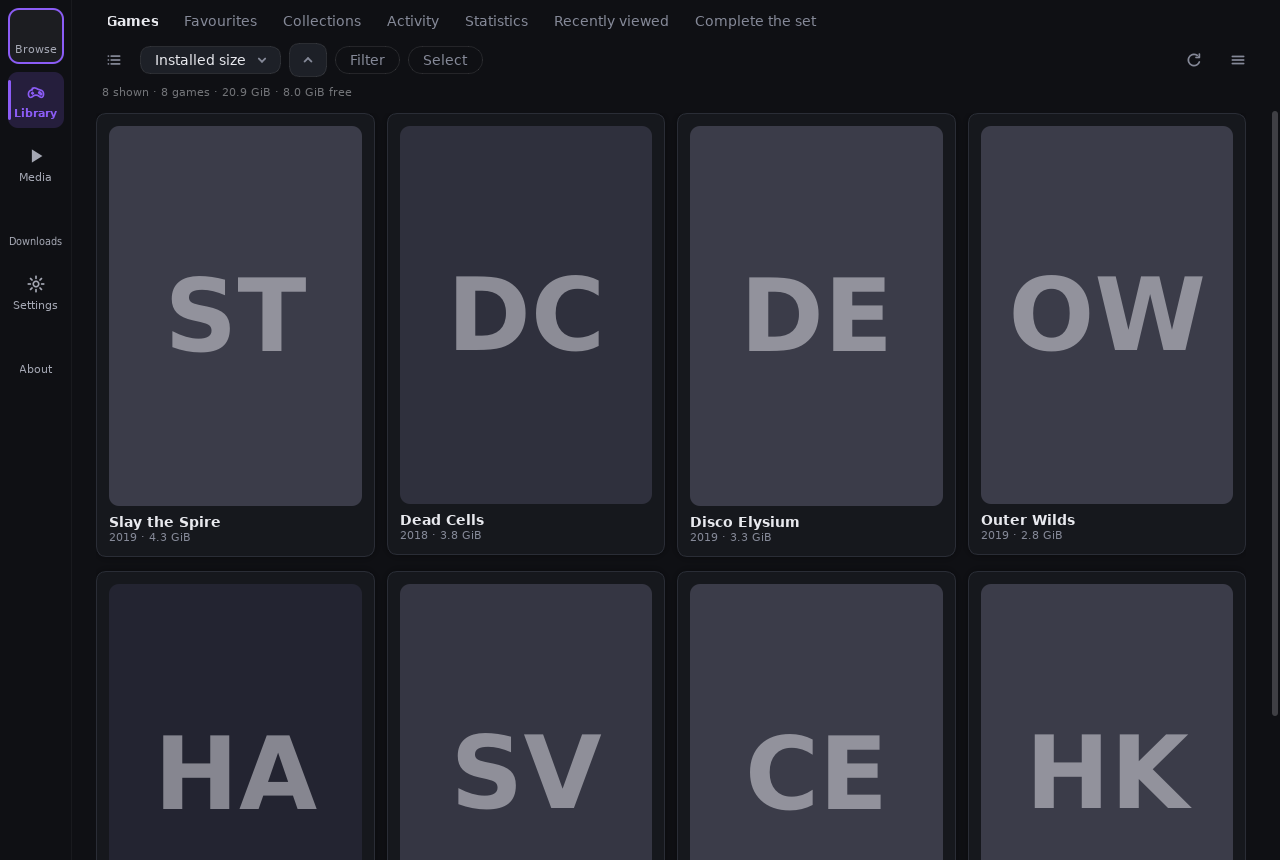 Browse
Library
Media
Downloads
Settings
About
Games Favourites Collections Activity Statistics Recently viewed Complete the set
Installed size Filter Select
8 shown · 8 games · 20.9 GiB · 8.0 GiB free
ST
Slay the Spire
2019 · 4.3 GiB
DC
Dead Cells
2018 · 3.8 GiB
DE
Disco Elysium
2019 · 3.3 GiB
OW
Outer Wilds
2019 · 2.8 GiB
HA
SV
CE
HK